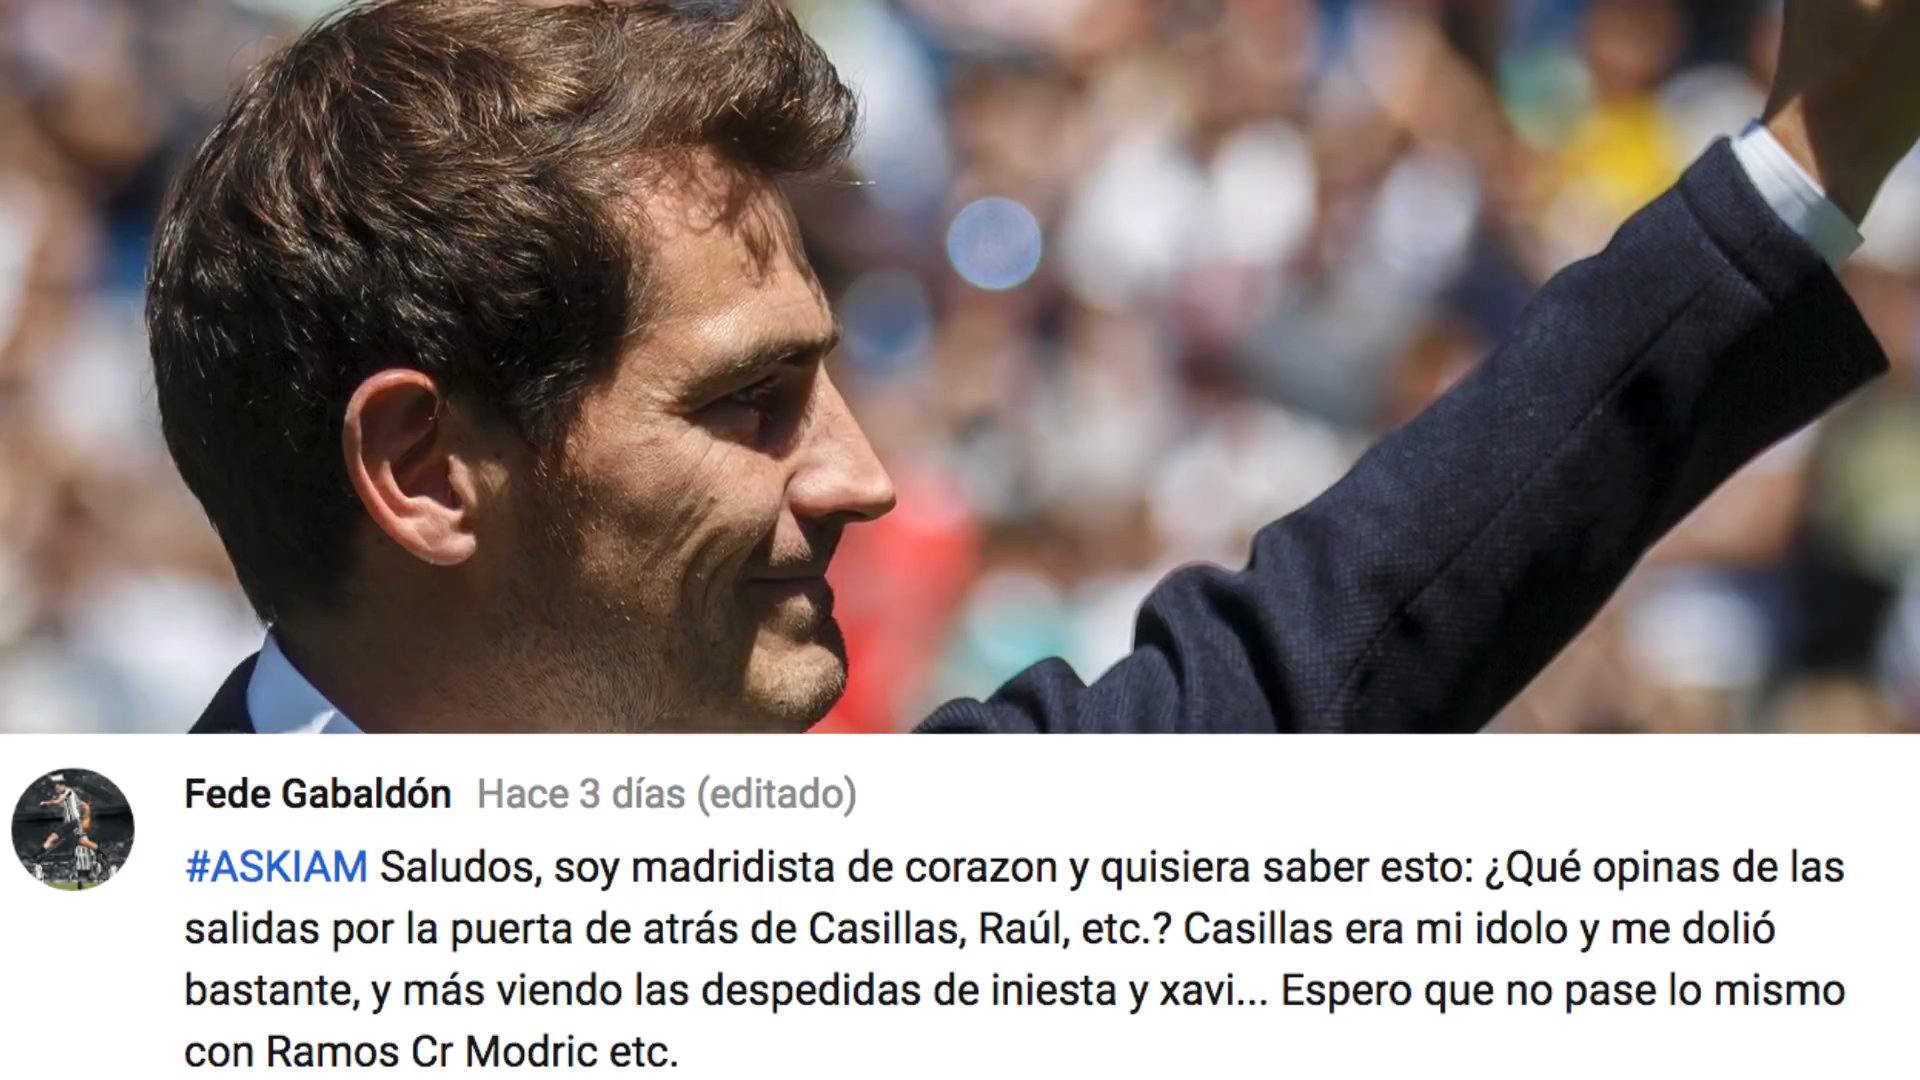 Fede Gabaldón Hace 3 días (editado)
#ASKIAM Saludos, soy madridista de corazon y quisiera saber esto: ¿Qué opinas de las
salidas por la puerta de atrás de Casillas, Raúl, etc.? Casillas era mi idolo y me dolió
bastante, y más viendo las despedidas de iniesta y xavi... Espero que no pase lo mismo
con Ramos Cr Modric etc.